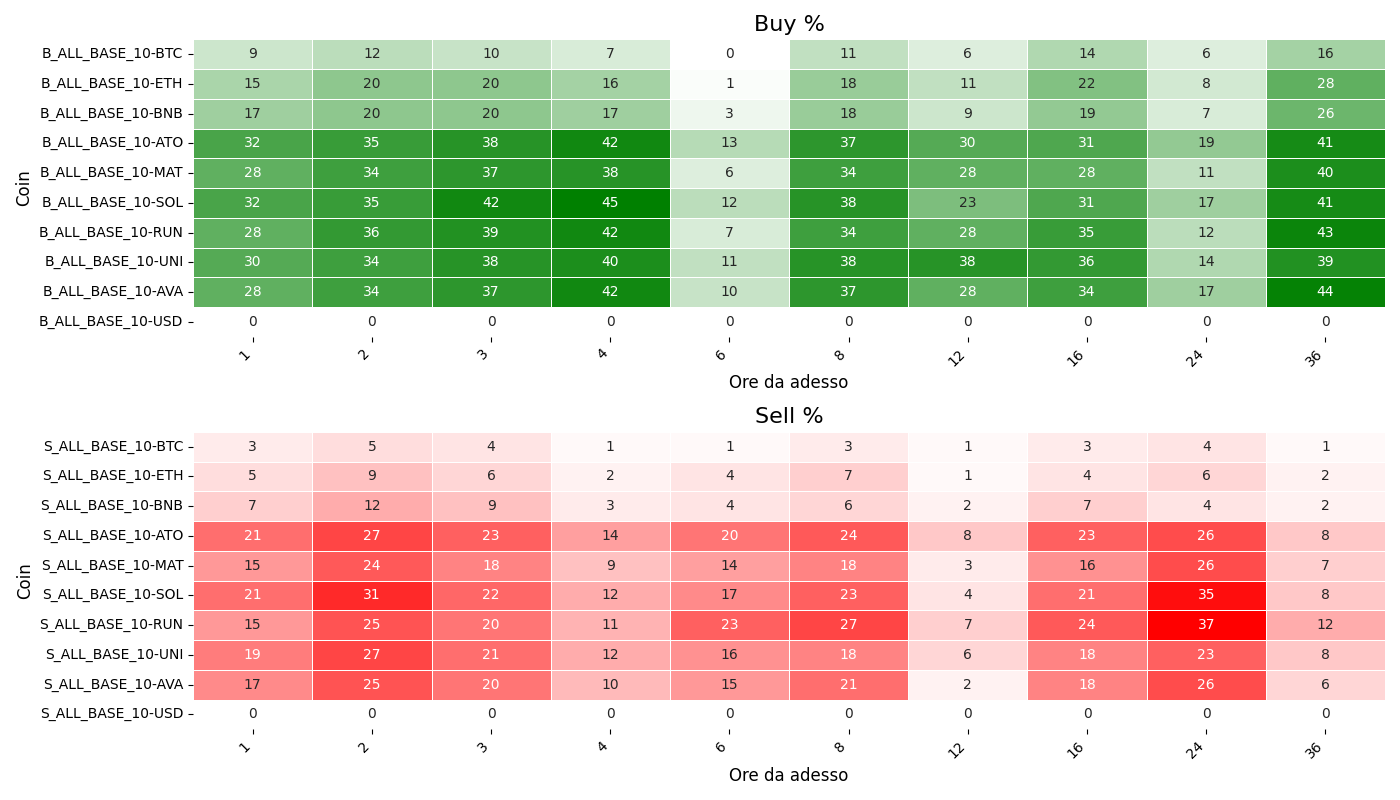 Buy %
Coin
B_ALL_BASE_10-BTC 9 12 10 7 0 11 6 14 6 16
B_ALL_BASE_10-ETH 15 20 20 16 1 18 11 22 8 28
B_ALL_BASE_10-BNB 17 20 20 17 3 18 9 19 7 26
B_ALL_BASE_10-ATO 32 35 38 42 13 37 30 31 19 41
B_ALL_BASE_10-MAT 28 34 37 38 6 34 28 28 11 40
B_ALL_BASE_10-SOL 32 35 42 45 12 38 23 31 17 41
B_ALL_BASE_10-RUN 28 36 39 42 7 34 28 35 12 43
B_ALL_BASE_10-UNI 30 34 38 40 11 38 38 36 14 39
B_ALL_BASE_10-AVA 28 34 37 42 10 37 28 34 17 44
B_ALL_BASE_10-USD 0 0 0 0 0 0 0 0 0 0
1 2 3 4 6 8 12 16 24 36
Ore da adesso
Sell %
Coin
S_ALL_BASE_10-BTC 3 5 4 1 1 3 1 3 4 1
S_ALL_BASE_10-ETH 5 9 6 2 4 7 1 4 6 2
S_ALL_BASE_10-BNB 7 12 9 3 4 6 2 7 4 2
S_ALL_BASE_10-ATO 21 27 23 14 20 24 8 23 26 8
S_ALL_BASE_10-MAT 15 24 18 9 14 18 3 16 26 7
S_ALL_BASE_10-SOL 21 31 22 12 17 23 4 21 35 8
S_ALL_BASE_10-RUN 15 25 20 11 23 27 7 24 37 12
S_ALL_BASE_10-UNI 19 27 21 12 16 18 6 18 23 8
S_ALL_BASE_10-AVA 17 25 20 10 15 21 2 18 26 6
S_ALL_BASE_10-USD 0 0 0 0 0 0 0 0 0 0
1 2 3 4 6 8 12 16 24 36
Ore da adesso